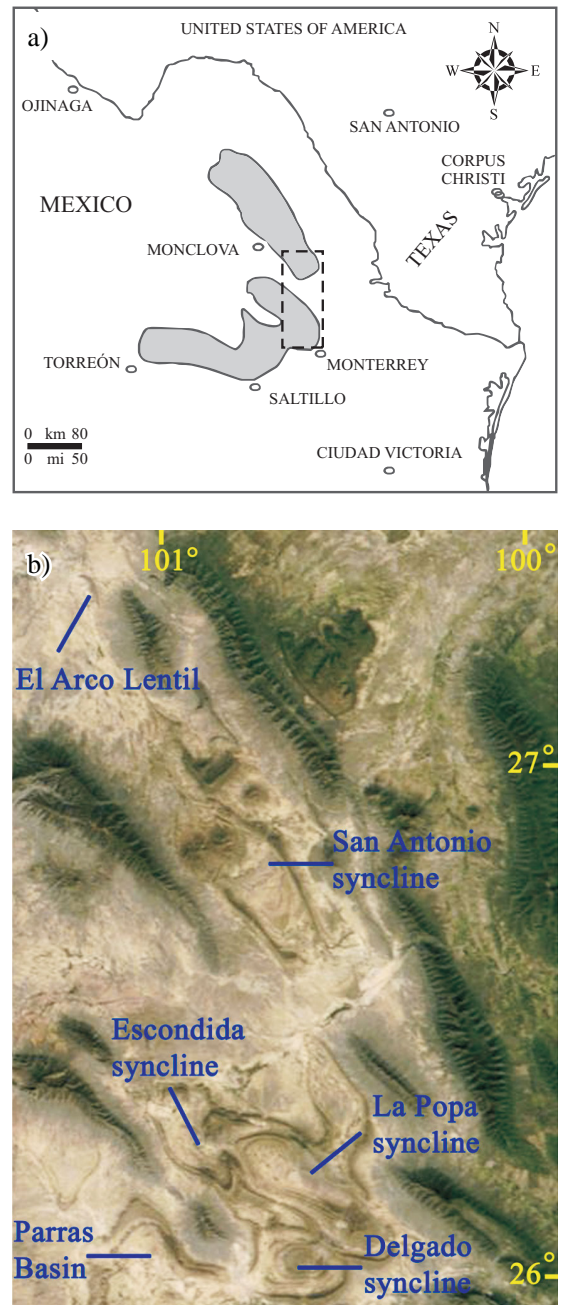 a)
UNITED STATES OF AMERICA
N
W E
S
OJINAGA
SAN ANTONIO
CORPUS
CHRISTI
MEXICO
TEXAS
MONCLOVA
TORREÓN
MONTERREY
SALTILLO
0 km 80
0 mi 50
CIUDAD VICTORIA
b)
101°
100°
El Arco Lentil
27°
San Antonio
syncline
Escondida
syncline
La Popa
syncline
Parras
Basin
Delgado
syncline
26°